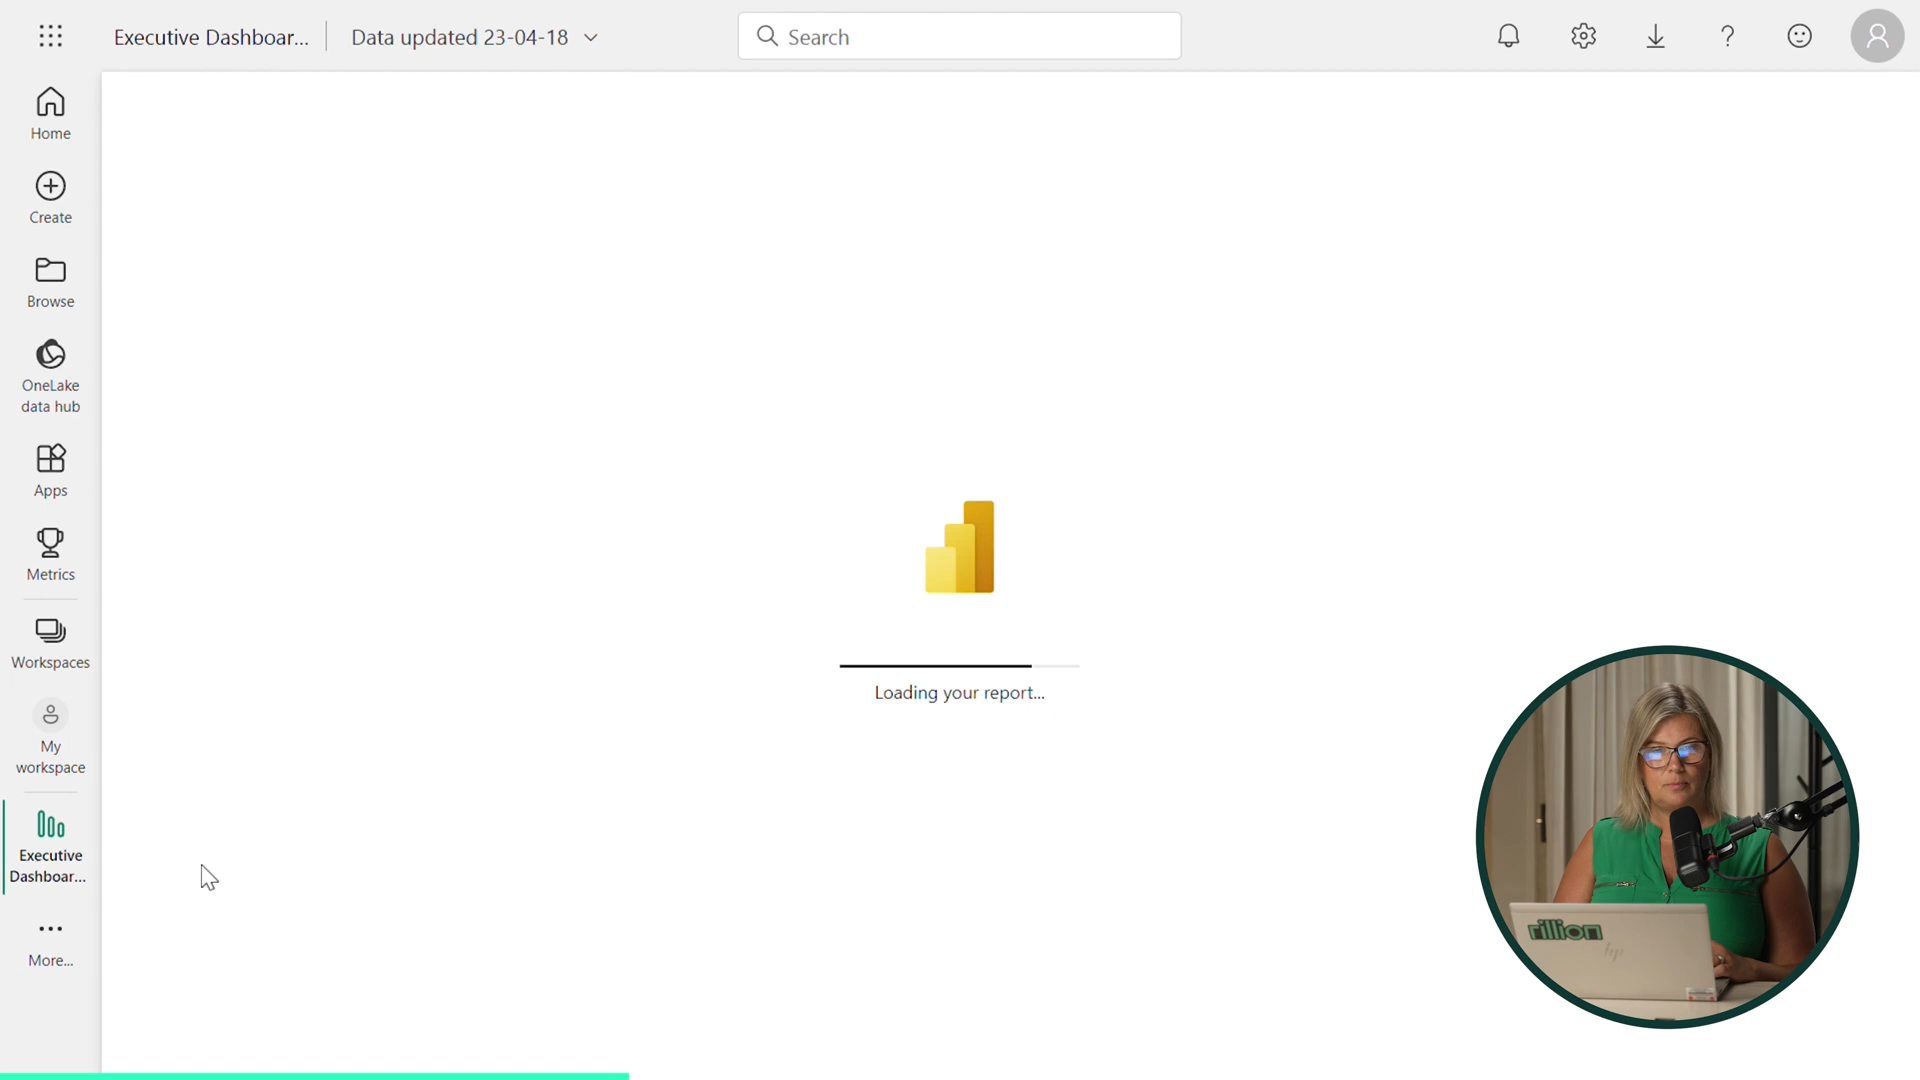 Executive Dashboar...
Data updated 23-04-18
Search
Home
Create
Browse
OneLake
data hub
Apps
Metrics
Workspaces
My
workspace
Executive
Dashboar...
More...
Loading your report...
rillion
hp